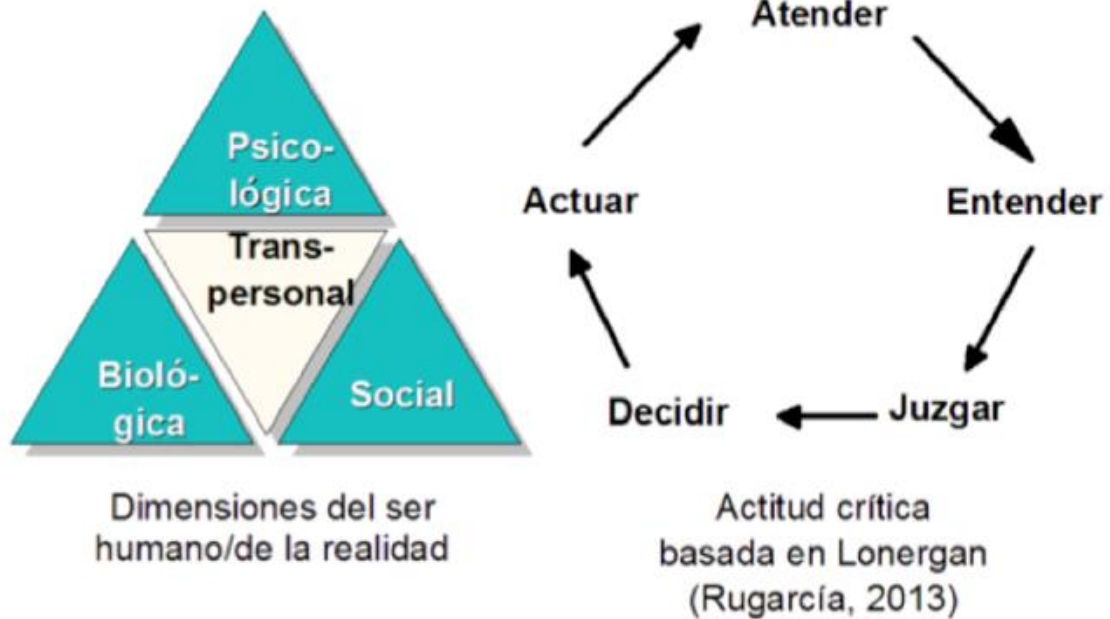 Psico-
lógica
Trans-
personal
Bioló-
gica
Social
Dimensiones del ser
humano/de la realidad
Atender
Entender
Juzgar
Decidir
Actuar
Actitud crítica
basada en Lonergan
(Rugarcía, 2013)